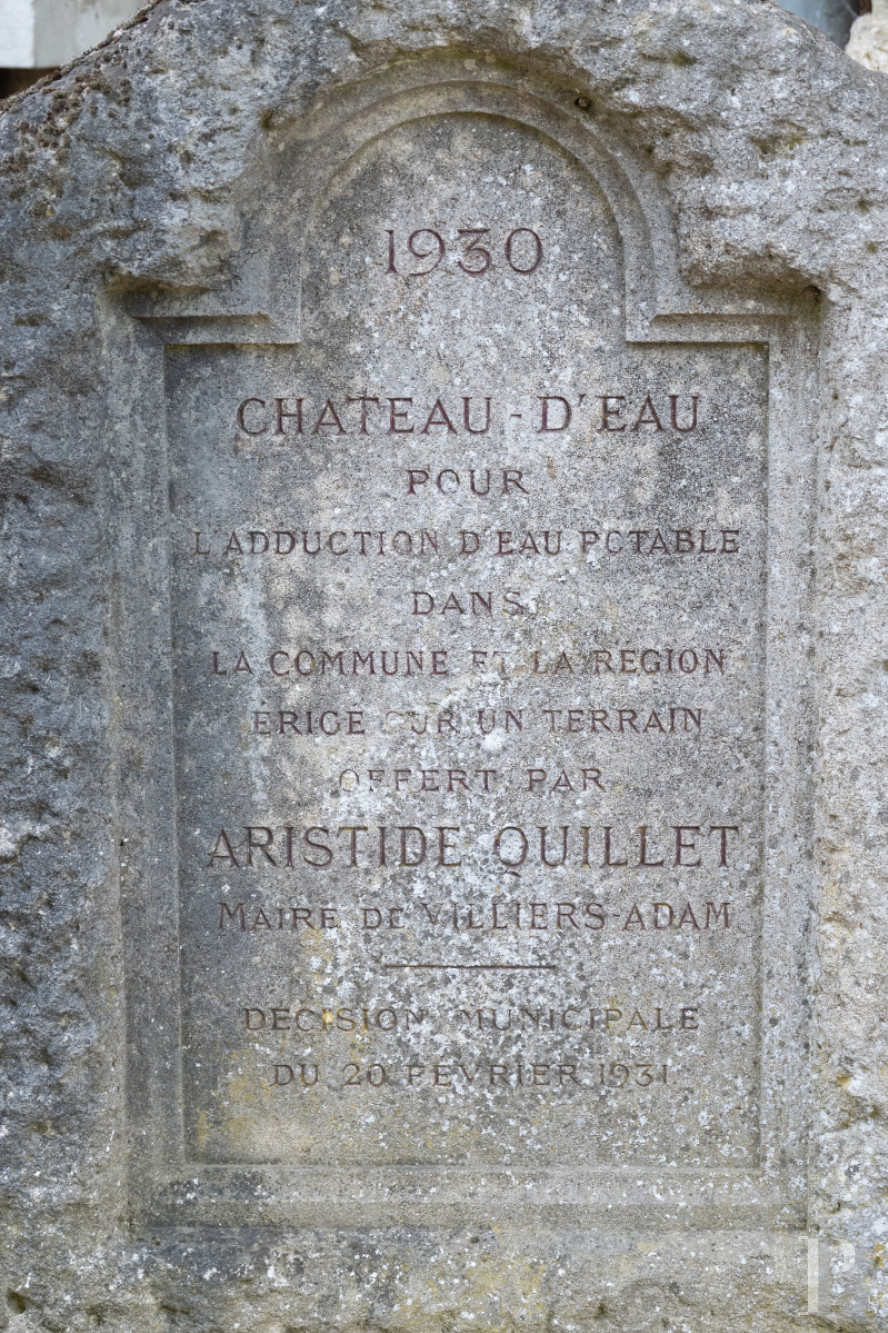 1930
CHATEAU-D'EAU
POUR
L'ADDUCTION D'EAU POTABLE
DANS
LA COMMUNE ET LA REGION
ERIGE SUR UN TERRAIN
OFFERT PAR
ARISTIDE QUILLET
MAIRE DE VILLIERS-ADAM
DECISION MUNICIPALE
DU 20 FEVRIER 1931
P